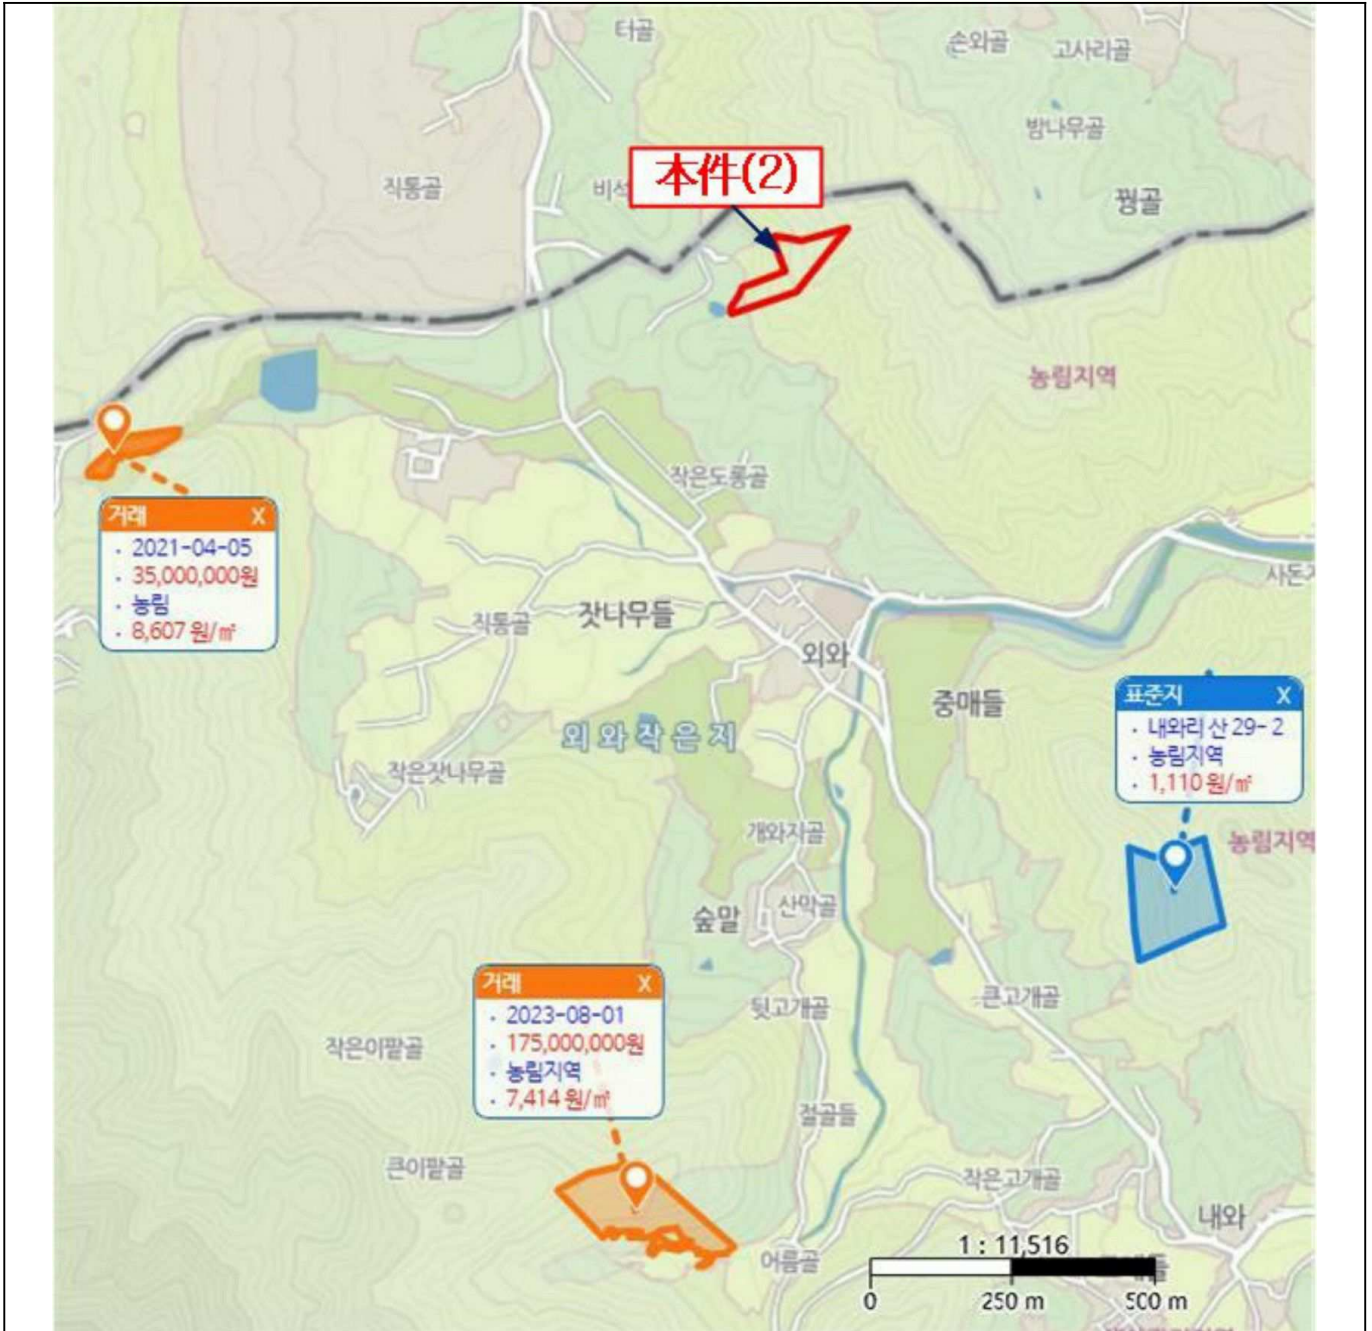 터골
손와골
고사리골
밤나무골
本件(2)
직통골
비석
꿩골
농림지역
작은도롱골
거래 X
· 2021-04-05
· 35,000,000원
· 농림
· 8,607 원/㎡
사돈
잣나무들
직통골
외와
중매들
표준지 X
· 내와리 산 29- 2
· 농림지역
· 1,110 원/㎡
외와작은지
작은잣나무골
개와지골
농림지역
산막골
숲말
거래 X
· 2023-08-01
· 175,000,000원
· 농림지역
· 7,414 원/㎡
뒷고개골
큰고개골
작은이팥골
절골들
큰이팥골
작은고개골
내와
어름골
1 : 11,516
0 250 m 500 m